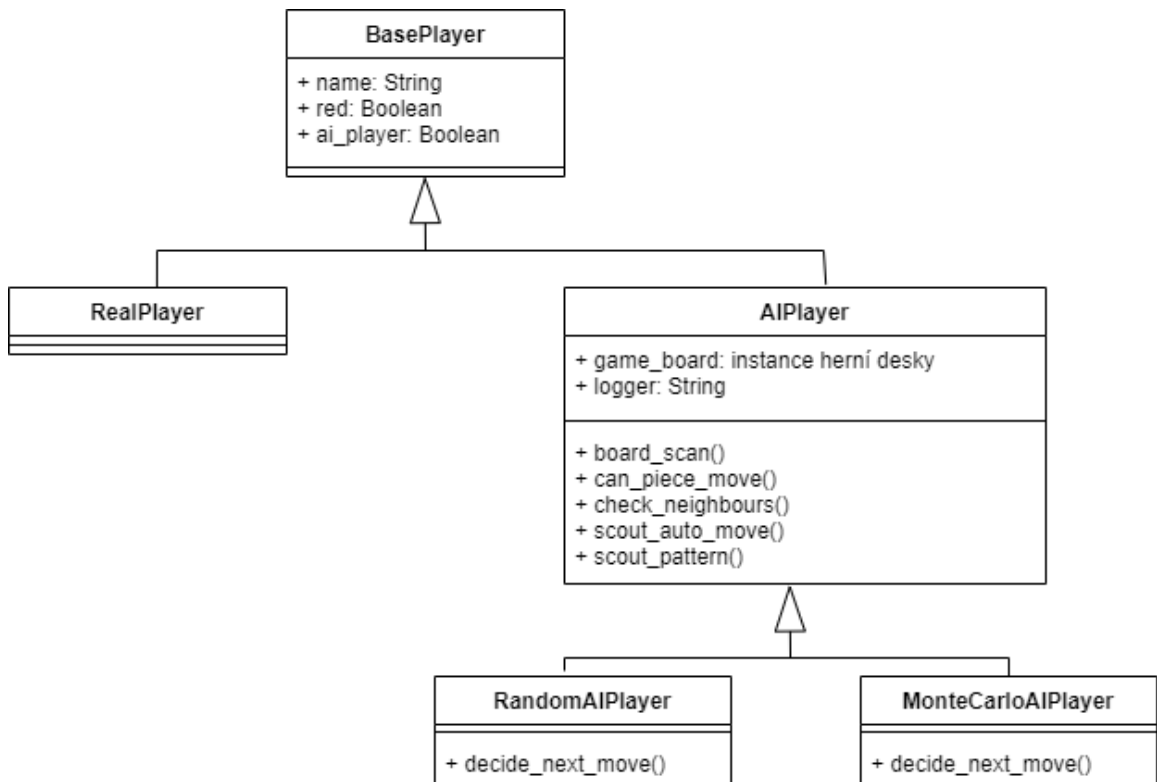 BasePlayer
+ name: String
+ red: Boolean
+ ai_player: Boolean
RealPlayer
AIPlayer
+ game_board: instance herní desky
+ logger: String
+ board_scan()
+ can_piece_move()
+ check_neighbours()
+ scout_auto_move()
+ scout_pattern()
RandomAIPlayer
+ decide_next_move()
MonteCarloAIPlayer
+ decide_next_move()